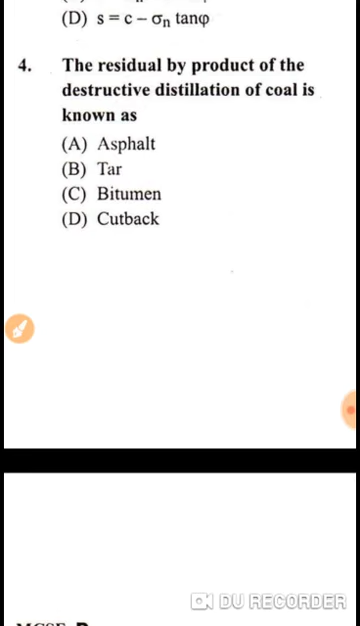 (D) s = c – σn tanφ
4. The residual by product of the
destructive distillation of coal is
known as
(A) Asphalt
(B) Tar
(C) Bitumen
(D) Cutback
DU RECORDER